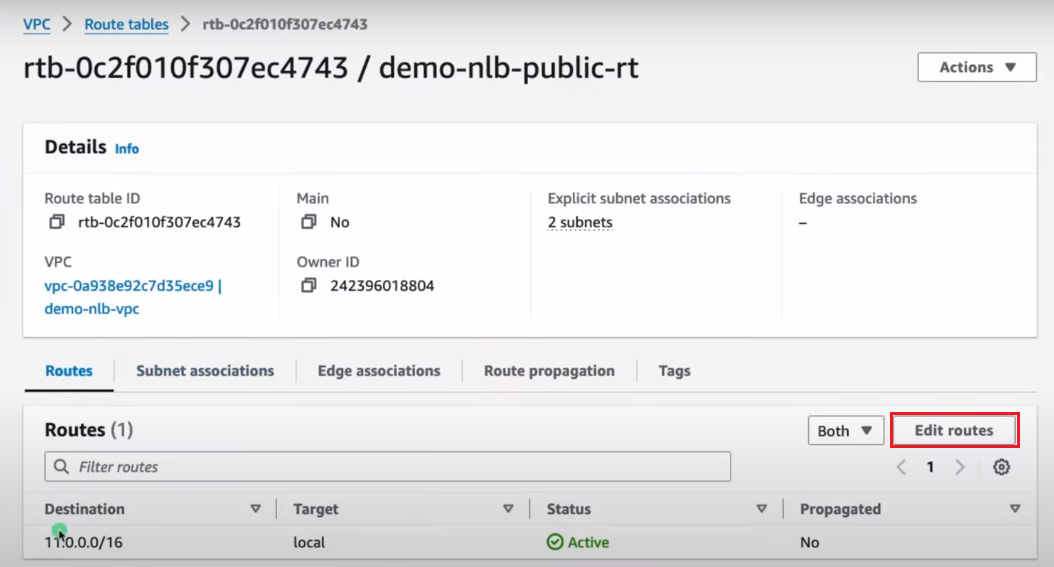 VPC > Route tables > rtb-0c2f010f307ec4743
rtb-0c2f010f307ec4743 / demo-nlb-public-rt
Actions
Details Info
Route table ID
rtb-0c2f010f307ec4743
Main
No
Explicit subnet associations
2 subnets
Edge associations
–
VPC
vpc-0a938e92c7d35ece9 |
demo-nlb-vpc
Owner ID
242396018804
Routes Subnet associations Edge associations Route propagation Tags
Routes (1)
Both
Edit routes
Filter routes
1
Destination Target Status Propagated
11.0.0.0/16 local Active No